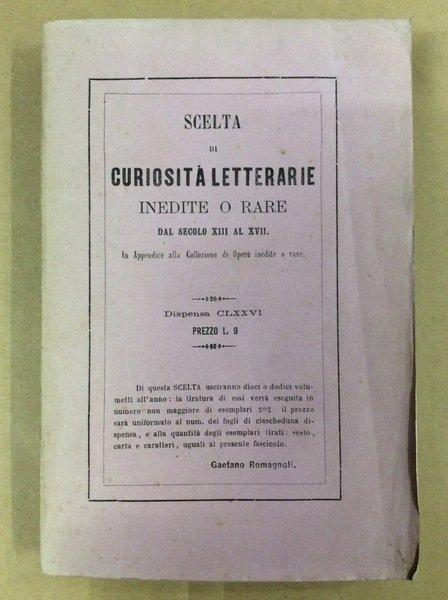 SCELTA
DI
CURIOSITÀ LETTERARIE
INEDITE O RARE
DAL SECOLO XIII AL XVII.
In Appendice alla Collezione di Opere inedite o rare.
Dispensa CLXXVI
PREZZO L. 9
Di questa SCELTA usciranno dieci o dodici volu-
metti all'anno: la tiratura di essi verrà eseguita in
numero non maggiore di esemplari 202: il prezzo
sarà uniformato al num. dei fogli di ciascheduna di-
spensa, e alla quantità degli esemplari tirati: sesto,
carta e caratteri, uguali al presente fascicolo.
Gaetano Romagnoli.